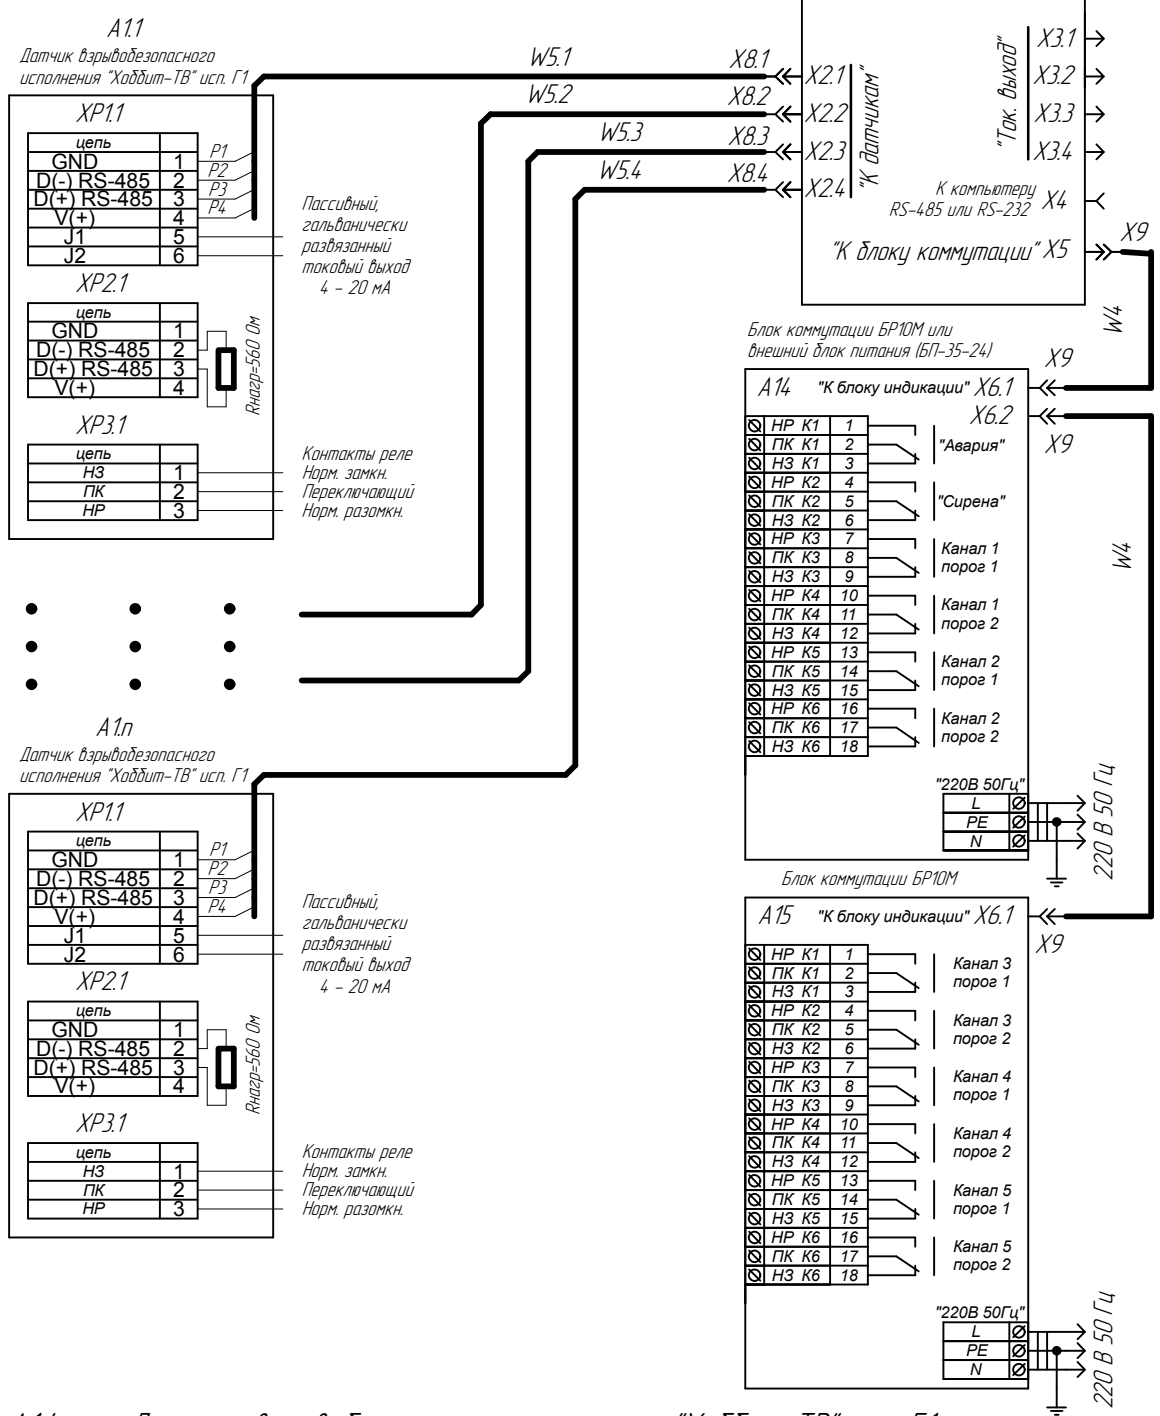 А1.1
Датчик взрывобезопасного
исполнения "Хоббит-ТВ" исп. Г1
XP1.1
цепь
GND 1 P1
D(-) RS-485 2 P2
D(+) RS-485 3 P3
V(+) 4 P4
J1 5
J2 6
Пассивный,
гальванически
развязанный
токовый выход
4 - 20 мА
XP2.1
цепь
GND 1
D(-) RS-485 2
D(+) RS-485 3
V(+) 4
Rнагр=560 Ом
XP3.1
цепь
НЗ 1
ПК 2
НР 3
Контакты реле
Норм. замкн.
Переключающий
Норм. разомкн.
А1.n
Датчик взрывобезопасного
исполнения "Хоббит-ТВ" исп. Г1
XP1.1
цепь
GND 1 P1
D(-) RS-485 2 P2
D(+) RS-485 3 P3
V(+) 4 P4
J1 5
J2 6
Пассивный,
гальванически
развязанный
токовый выход
4 - 20 мА
XP2.1
цепь
GND 1
D(-) RS-485 2
D(+) RS-485 3
V(+) 4
Rнагр=560 Ом
XP3.1
цепь
НЗ 1
ПК 2
НР 3
Контакты реле
Норм. замкн.
Переключающий
Норм. разомкн.
W5.1 X8.1 X2.1
W5.2 X8.2 X2.2
W5.3 X8.3 X2.3
W5.4 X8.4 X2.4
"К датчикам"
"Ток. выход"
X3.1
X3.2
X3.3
X3.4
К компьютеру
RS-485 или RS-232 X4
"К блоку коммутации" X5
X9
W4
Блок коммутации БР10М или
внешний блок питания (БП-35-24)
А14 "К блоку индикации" X6.1
X9
X6.2
X9
W4
НР К1 1
ПК К1 2
НЗ К1 3
"Авария"
НР К2 4
ПК К2 5
НЗ К2 6
"Сирена"
НР К3 7
ПК К3 8
НЗ К3 9
Канал 1
порог 1
НР К4 10
ПК К4 11
НЗ К4 12
Канал 1
порог 2
НР К5 13
ПК К5 14
НЗ К5 15
Канал 2
порог 1
НР К6 16
ПК К6 17
НЗ К6 18
Канал 2
порог 2
"220В 50Гц"
L
PE
N
220 В 50 Гц
Блок коммутации БР10М
А15 "К блоку индикации" X6.1
X9
НР К1 1
ПК К1 2
НЗ К1 3
Канал 3
порог 1
НР К2 4
ПК К2 5
НЗ К2 6
Канал 3
порог 2
НР К3 7
ПК К3 8
НЗ К3 9
Канал 4
порог 1
НР К4 10
ПК К4 11
НЗ К4 12
Канал 4
порог 2
НР К5 13
ПК К5 14
НЗ К5 15
Канал 5
порог 1
НР К6 16
ПК К6 17
НЗ К6 18
Канал 5
порог 2
"220В 50Гц"
L
PE
N
220 В 50 Гц